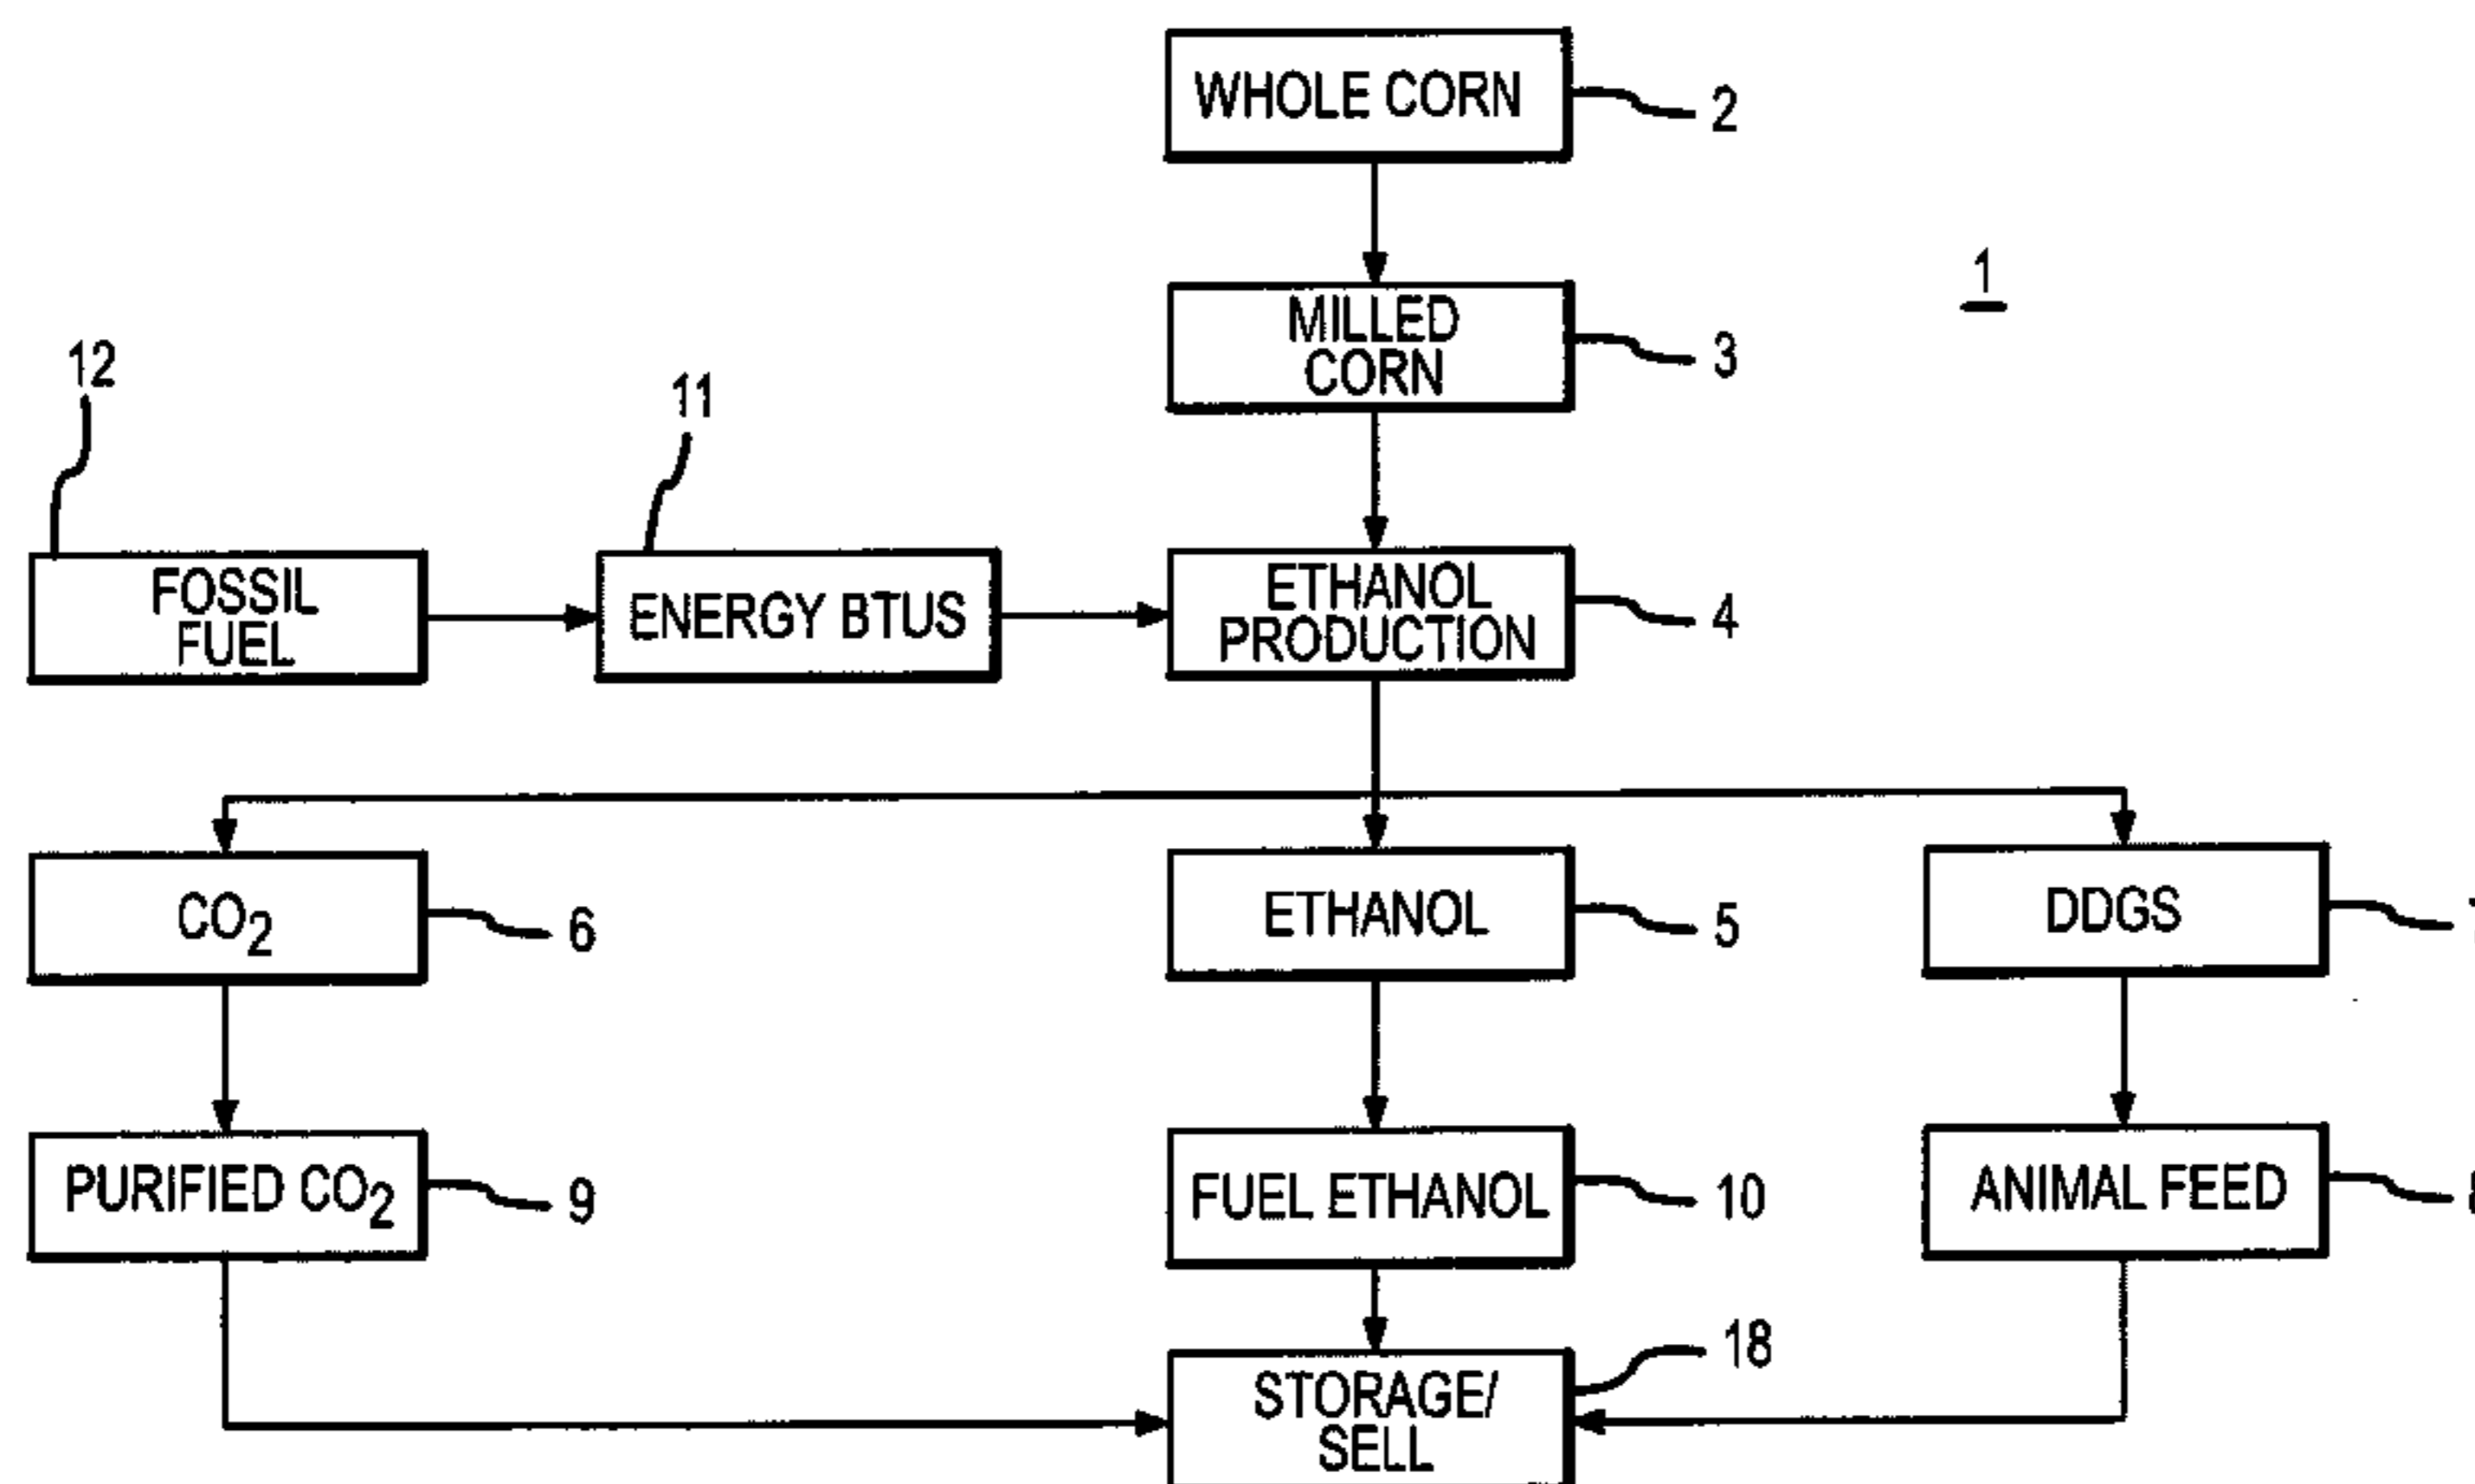 WHOLE CORN
2
1
MILLED
CORN
3
12
11
FOSSIL
FUEL
ENERGY BTUS
ETHANOL
PRODUCTION
4
CO2
6
ETHANOL
5
DDGS
PURIFIED CO2
9
FUEL ETHANOL
10
ANIMAL FEED
18
STORAGE/
SELL